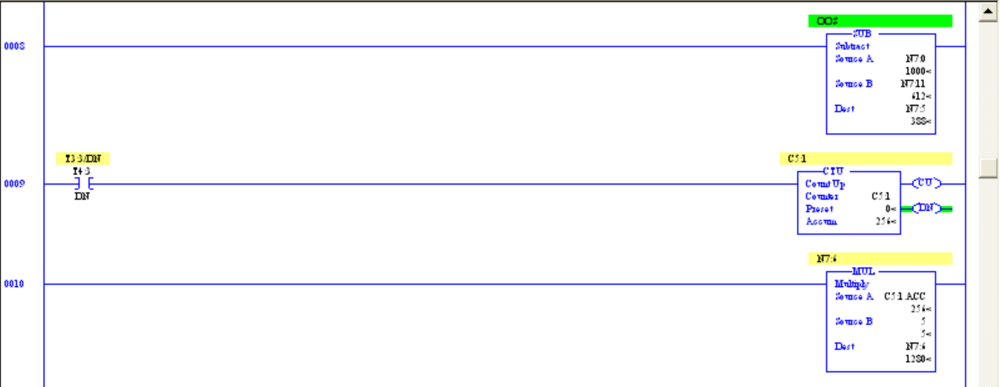 OOS
0008
SUB
Subtract
Source A N7:0
1000<
Source B N7:11
612<
Dest N7:5
388<
T3:3/DN
T4:3
DN
0009
C5:1
CTU
Count Up
Counter C5:1
Preset 0<
Accum 256<
CU
DN
N7:6
0010
MUL
Multiply
Source A C5:1.ACC
256<
Source B 5
5<
Dest N7:6
1280<